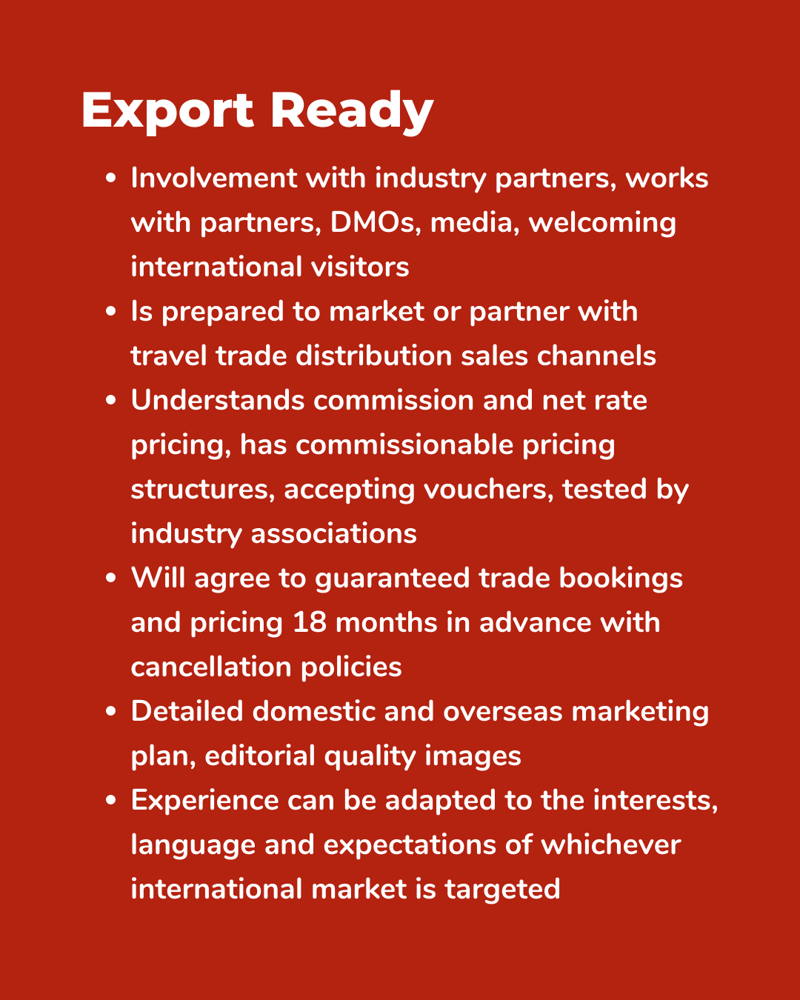 Export Ready
• Involvement with industry partners, works
with partners, DMOs, media, welcoming
international visitors
• Is prepared to market or partner with
travel trade distribution sales channels
• Understands commission and net rate
pricing, has commissionable pricing
structures, accepting vouchers, tested by
industry associations
• Will agree to guaranteed trade bookings
and pricing 18 months in advance with
cancellation policies
• Detailed domestic and overseas marketing
plan, editorial quality images
• Experience can be adapted to the interests,
language and expectations of whichever
international market is targeted